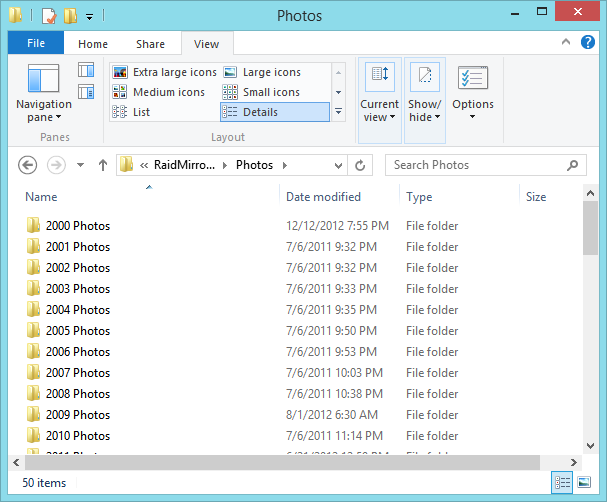 Photos
File Home Share View
Extra large icons Large icons
Medium icons Small icons
List Details
Navigation pane
Current view
Show/ hide
Options
Panes Layout
« RaidMirro... Photos Search Photos
Name Date modified Type Size
2000 Photos 12/12/2012 7:55 PM File folder
2001 Photos 7/6/2011 9:32 PM File folder
2002 Photos 7/6/2011 9:32 PM File folder
2003 Photos 7/6/2011 9:33 PM File folder
2004 Photos 7/6/2011 9:35 PM File folder
2005 Photos 7/6/2011 9:50 PM File folder
2006 Photos 7/6/2011 9:53 PM File folder
2007 Photos 7/6/2011 10:03 PM File folder
2008 Photos 7/6/2011 10:38 PM File folder
2009 Photos 8/1/2012 6:30 AM File folder
2010 Photos 7/6/2011 11:14 PM File folder
2011 Photos File folder
50 items